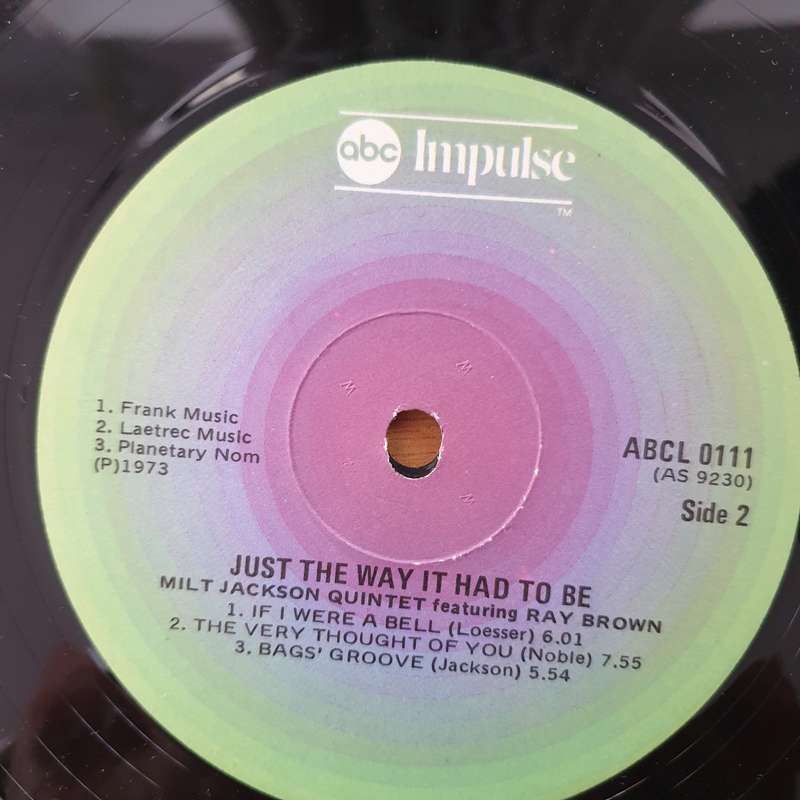 abc Impulse
TM
1. Frank Music
2. Laetrec Music
3. Planetary Nom
(P)1973
ABCL 0111
(AS 9230)
Side 2
JUST THE WAY IT HAD TO BE
MILT JACKSON QUINTET featuring RAY BROWN
1. IF I WERE A BELL (Loesser) 6.01
2. THE VERY THOUGHT OF YOU (Noble) 7.55
3. BAGS' GROOVE (Jackson) 5.54